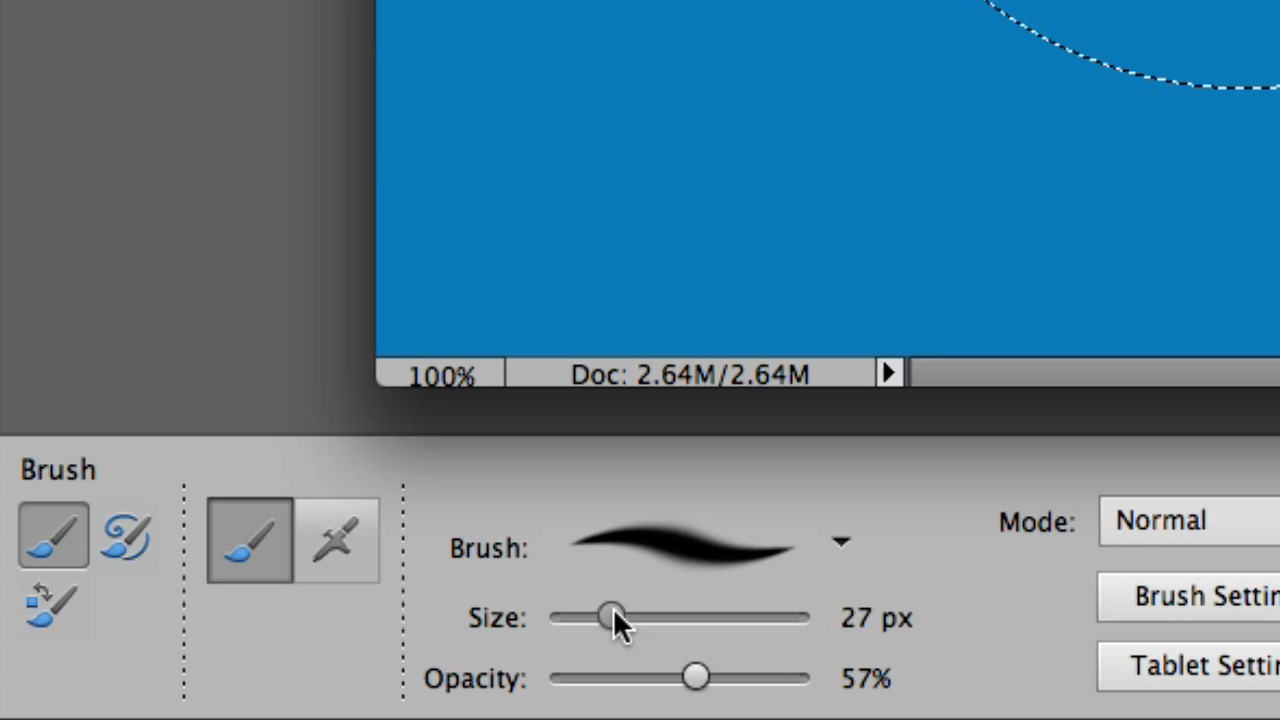 100%
Doc: 2.64M/2.64M
Brush
Brush:
Mode:
Normal
Size:
27 px
Brush Settin
Opacity:
57%
Tablet Settin